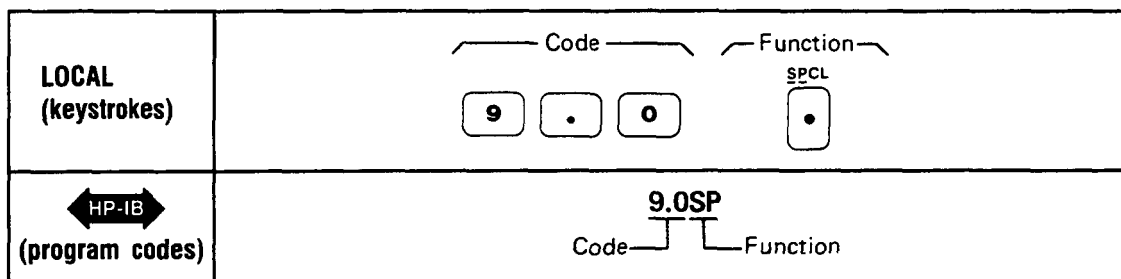 LOCAL
(keystrokes)
Code
Function
SPCL
9 . 0 •
HP-IB
(program codes)
9.0SP
Code
Function